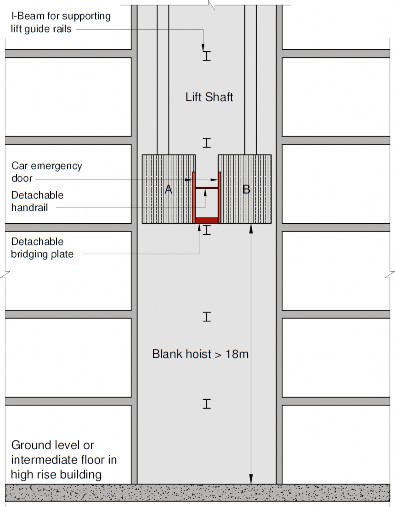 I-Beam for supporting
lift guide rails
Lift Shaft
Car emergency
door
A
B
Detachable
handrail
Detachable
bridging plate
Blank hoist > 18m
Ground level or
intermediate floor in
high rise building